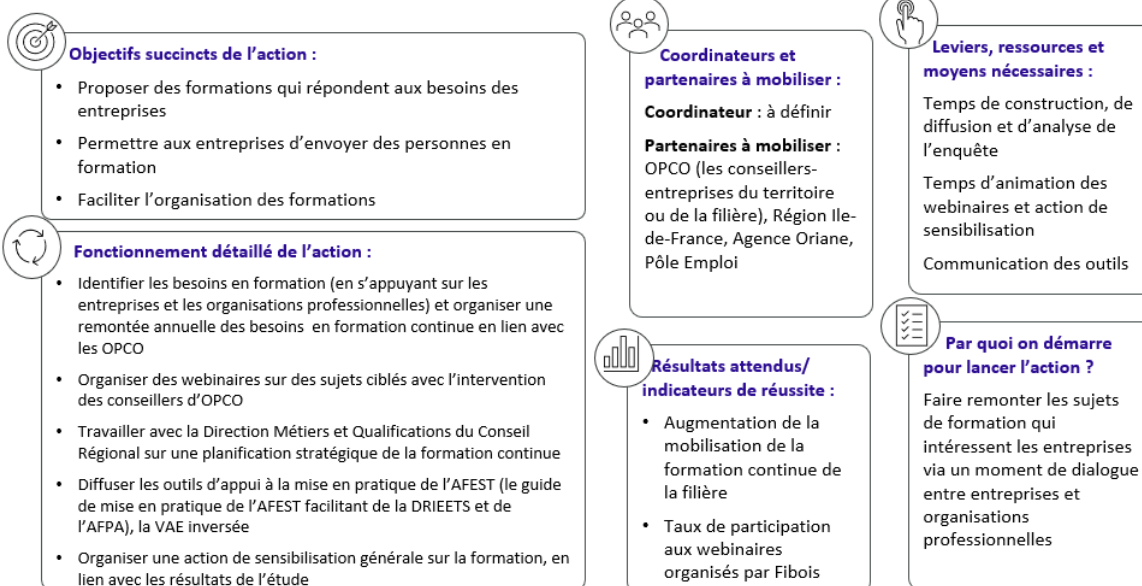 Objectifs succincts de l’action :
• Proposer des formations qui répondent aux besoins des
entreprises
• Permettre aux entreprises d’envoyer des personnes en
formation
• Faciliter l’organisation des formations
Fonctionnement détaillé de l’action :
• Identifier les besoins en formation (en s’appuyant sur les
entreprises et les organisations professionnelles) et organiser une
remontée annuelle des besoins en formation continue en lien avec
les OPCO
• Organiser des webinaires sur des sujets ciblés avec l’intervention
des conseillers d’OPCO
• Travailler avec la Direction Métiers et Qualifications du Conseil
Régional sur une planification stratégique de la formation continue
• Diffuser les outils d’appui à la mise en pratique de l’AFEST (le guide
de mise en pratique de l’AFEST facilitant de la DRIEETS et de
l’AFPA), la VAE inversée
• Organiser une action de sensibilisation générale sur la formation, en
lien avec les résultats de l’étude
Coordinateurs et
partenaires à mobiliser :
Coordinateur : à définir
Partenaires à mobiliser :
OPCO (les conseillers-
entreprises du territoire
ou de la filière), Région Ile-
de-France, Agence Oriane,
Pôle Emploi
Résultats attendus/
indicateurs de réussite :
• Augmentation de la
mobilisation de la
formation continue de
la filière
• Taux de participation
aux webinaires
organisés par Fibois
Leviers, ressources et
moyens nécessaires :
Temps de construction, de
diffusion et d’analyse de
l’enquête
Temps d’animation des
webinaires et action de
sensibilisation
Communication des outils
Par quoi on démarre
pour lancer l’action ?
Faire remonter les sujets
de formation qui
intéressent les entreprises
via un moment de dialogue
entre entreprises et
organisations
professionnelles